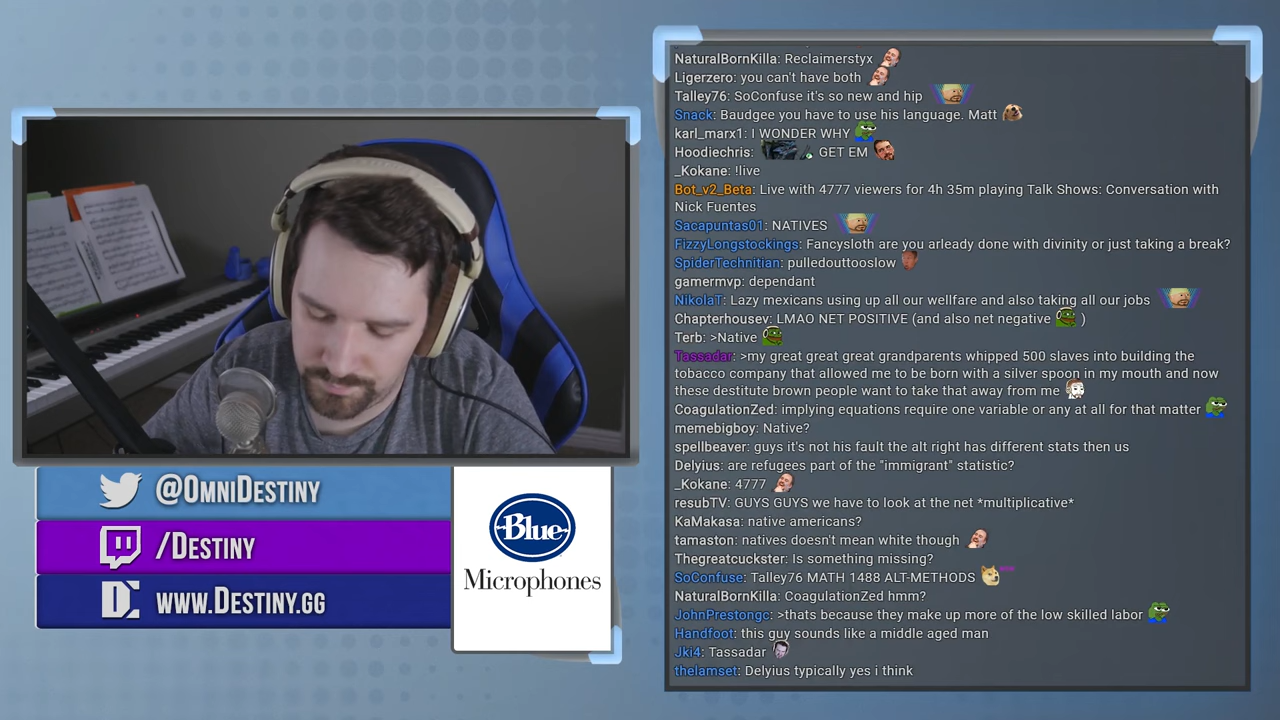 NaturalBornKilla: Reclaimerstyx
Ligerzero: you can't have both
Talley76: SoConfuse it's so new and hip
Snack: Baudgee you have to use his language. Matt
karl_marx1: I WONDER WHY
Hoodiechris: GET EM
_Kokane: !live
Bot_v2_Beta: Live with 4777 viewers for 4h 35m playing Talk Shows: Conversation with
Nick Fuentes
Sacapuntas01: NATIVES
FizzyLongstockings: Fancysloth are you arleady done with divinity or just taking a break?
SpiderTechnitian: pulledouttooslow
gamermvp: dependant
NikolaT: Lazy mexicans using up all our wellfare and also taking all our jobs
Chapterhousev: LMAO NET POSITIVE (and also net negative )
Terb: >Native
Tassadar: >my great great great grandparents whipped 500 slaves into building the
tobacco company that allowed me to be born with a silver spoon in my mouth and now
these destitute brown people want to take that away from me
CoagulationZed: implying equations require one variable or any at all for that matter
memebigboy: Native?
spellbeaver: guys it's not his fault the alt right has different stats then us
Delyius: are refugees part of the "immigrant" statistic?
_Kokane: 4777
resubTV: GUYS GUYS we have to look at the net *multiplicative*
KaMakasa: native americans?
tamaston: natives doesn't mean white though
Thegreatcuckster: Is something missing?
SoConfuse: Talley76 MATH 1488 ALT-METHODS
NaturalBornKilla: CoagulationZed hmm?
JohnPrestongc: >thats because they make up more of the low skilled labor
Handfoot: this guy sounds like a middle aged man
Jki4: Tassadar
thelamset: Delyius typically yes i think
@OmniDestiny
/Destiny
www.Destiny.gg
Blue
Microphones